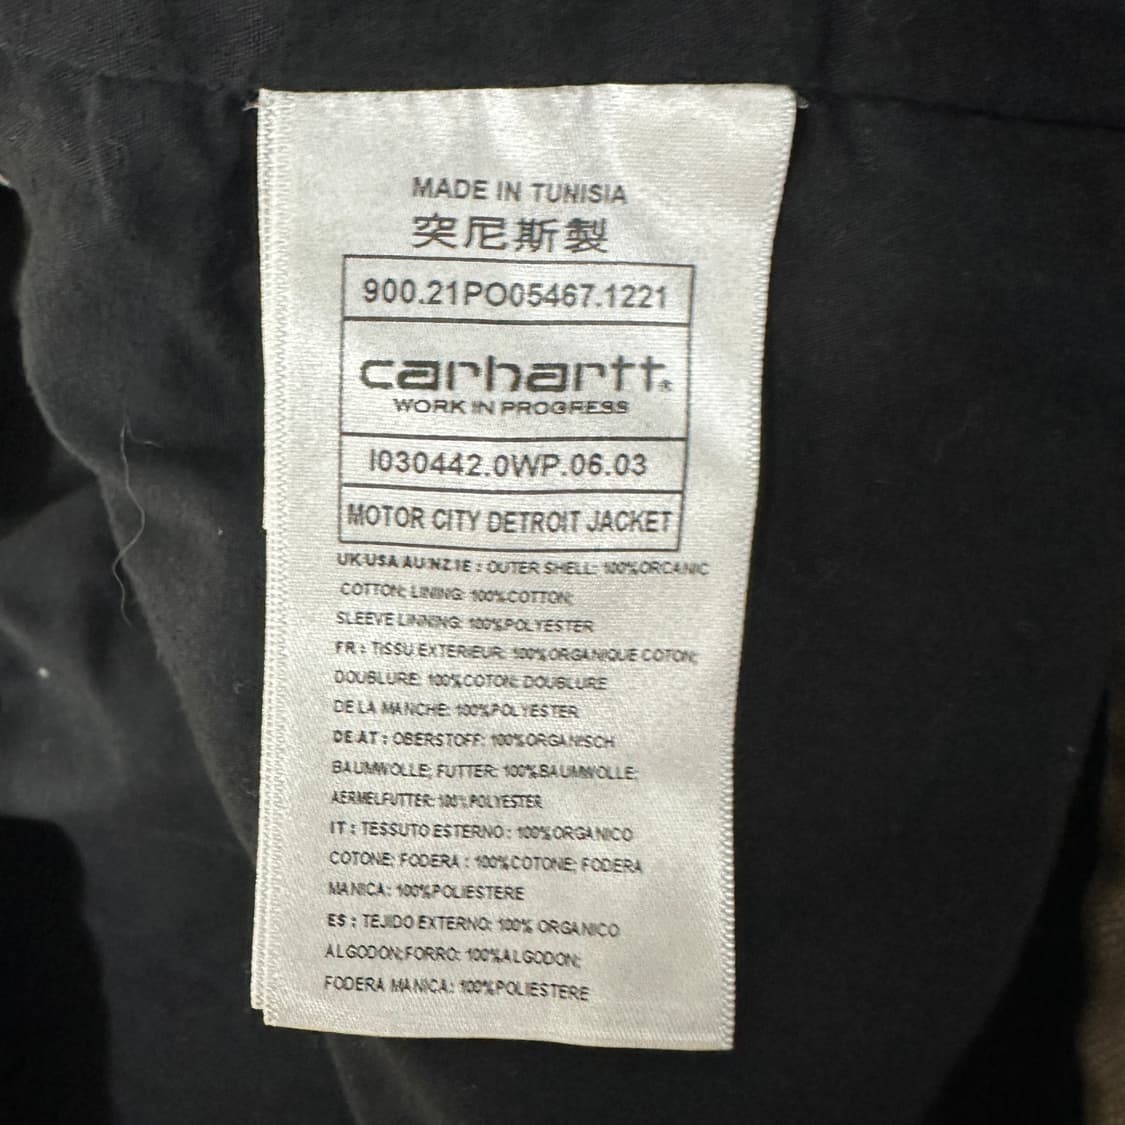 MADE IN TUNISIA
突尼斯製
900.21PO05467.1221
carhartt®
WORK IN PROGRESS
I030442.0WP.06.03
MOTOR CITY DETROIT JACKET
UK·USA AU·NZ IE : OUTER SHELL: 100%ORGANIC
COTTON; LINING: 100%COTTON;
SLEEVE LINNING: 100%POLYESTER
FR : TISSU EXTERIEUR: 100%ORGANIQUE COTON;
DOUBLURE: 100%COTON; DOUBLURE
DE LA MANCHE: 100%POLYESTER
DE AT : OBERSTOFF: 100%ORGANISCH
BAUMWOLLE; FUTTER: 100%BAUMWOLLE;
AERMELFUTTER: 100%POLYESTER
IT : TESSUTO ESTERNO : 100%ORGANICO
COTONE; FODERA : 100%COTONE; FODERA
MANICA: 100%POLIESTERE
ES : TEJIDO EXTERNO: 100% ORGANICO
ALGODON;FORRO: 100%ALGODON;
FODERA MANICA: 100%POLIESTERE